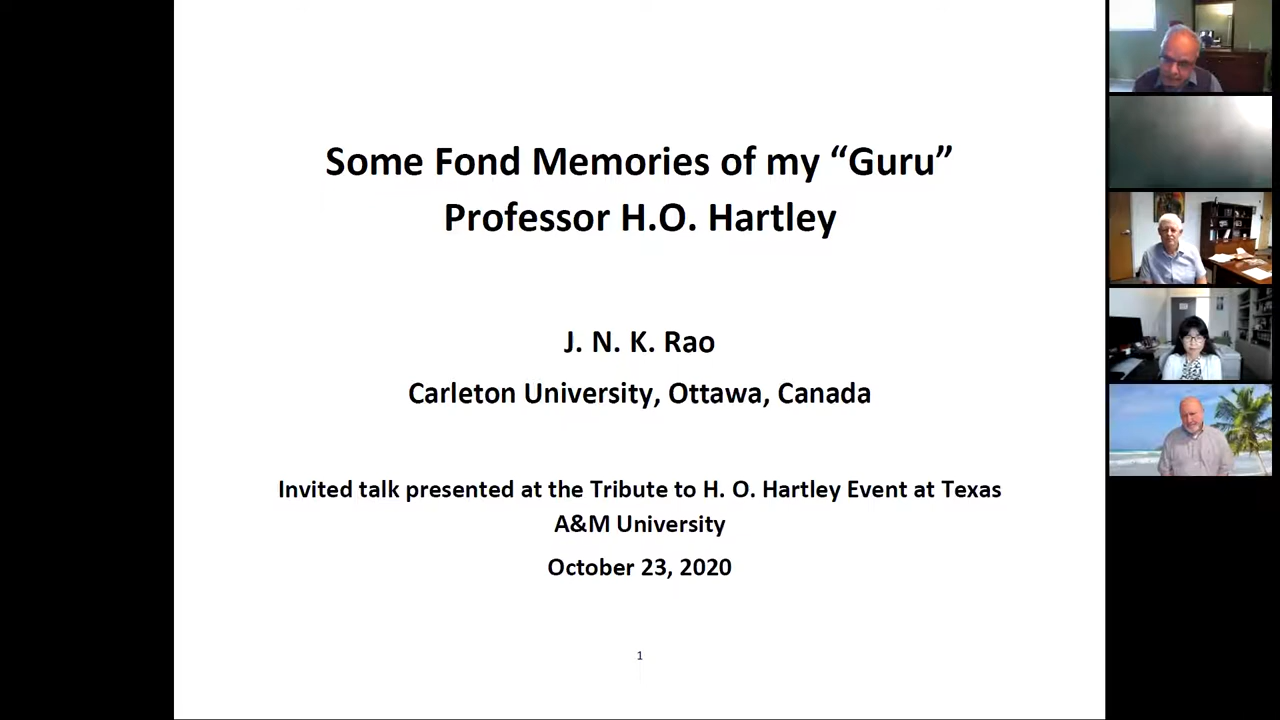 Some Fond Memories of my “Guru”
Professor H.O. Hartley
J. N. K. Rao
Carleton University, Ottawa, Canada
Invited talk presented at the Tribute to H. O. Hartley Event at Texas
A&M University
October 23, 2020
1